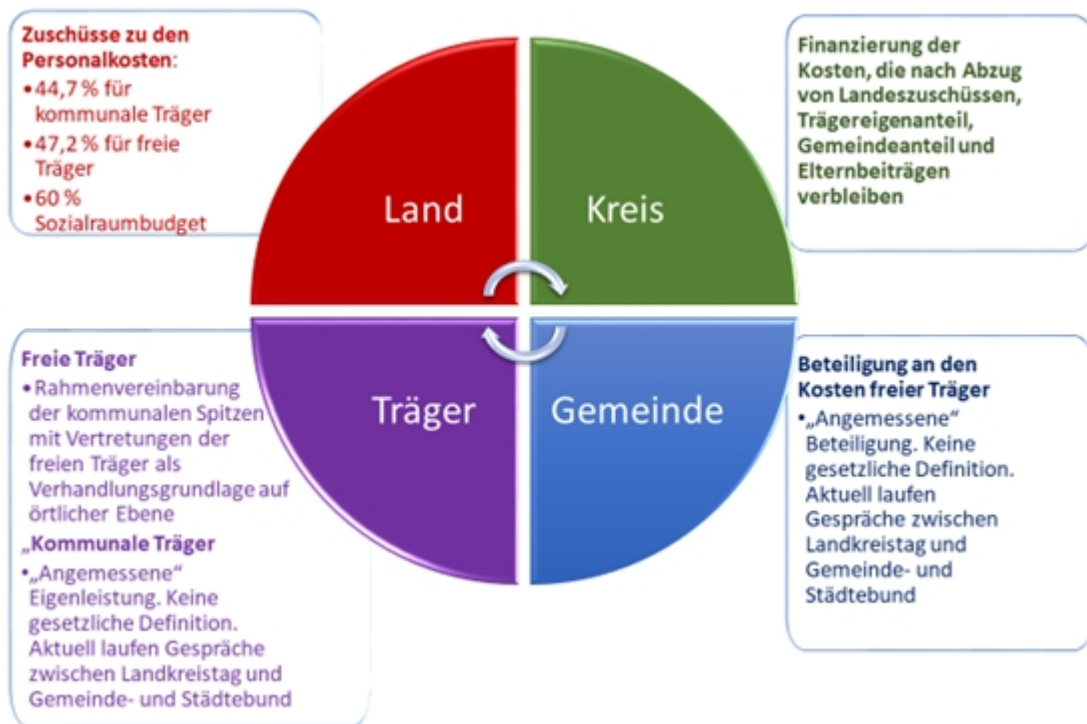 Zuschüsse zu den
Personalkosten:
•44,7 % für
kommunale Träger
•47,2 % für freie
Träger
•60 %
Sozialraumbudget
Land
Kreis
Finanzierung der
Kosten, die nach Abzug
von Landeszuschüssen,
Trägereigenanteil,
Gemeindeanteil und
Elternbeiträgen
verbleiben
Freie Träger
•Rahmenvereinbarung
der kommunalen Spitzen
mit Vertretungen der
freien Träger als
Verhandlungsgrundlage auf
örtlicher Ebene
„Kommunale Träger
•„Angemessene“
Eigenleistung. Keine
gesetzliche Definition.
Aktuell laufen Gespräche
zwischen Landkreistag und
Gemeinde- und Städtebund
Träger
Gemeinde
Beteiligung an den
Kosten freier Träger
•„Angemessene“
Beteiligung. Keine
gesetzliche Definition.
Aktuell laufen
Gespräche zwischen
Landkreistag und
Gemeinde- und
Städtebund